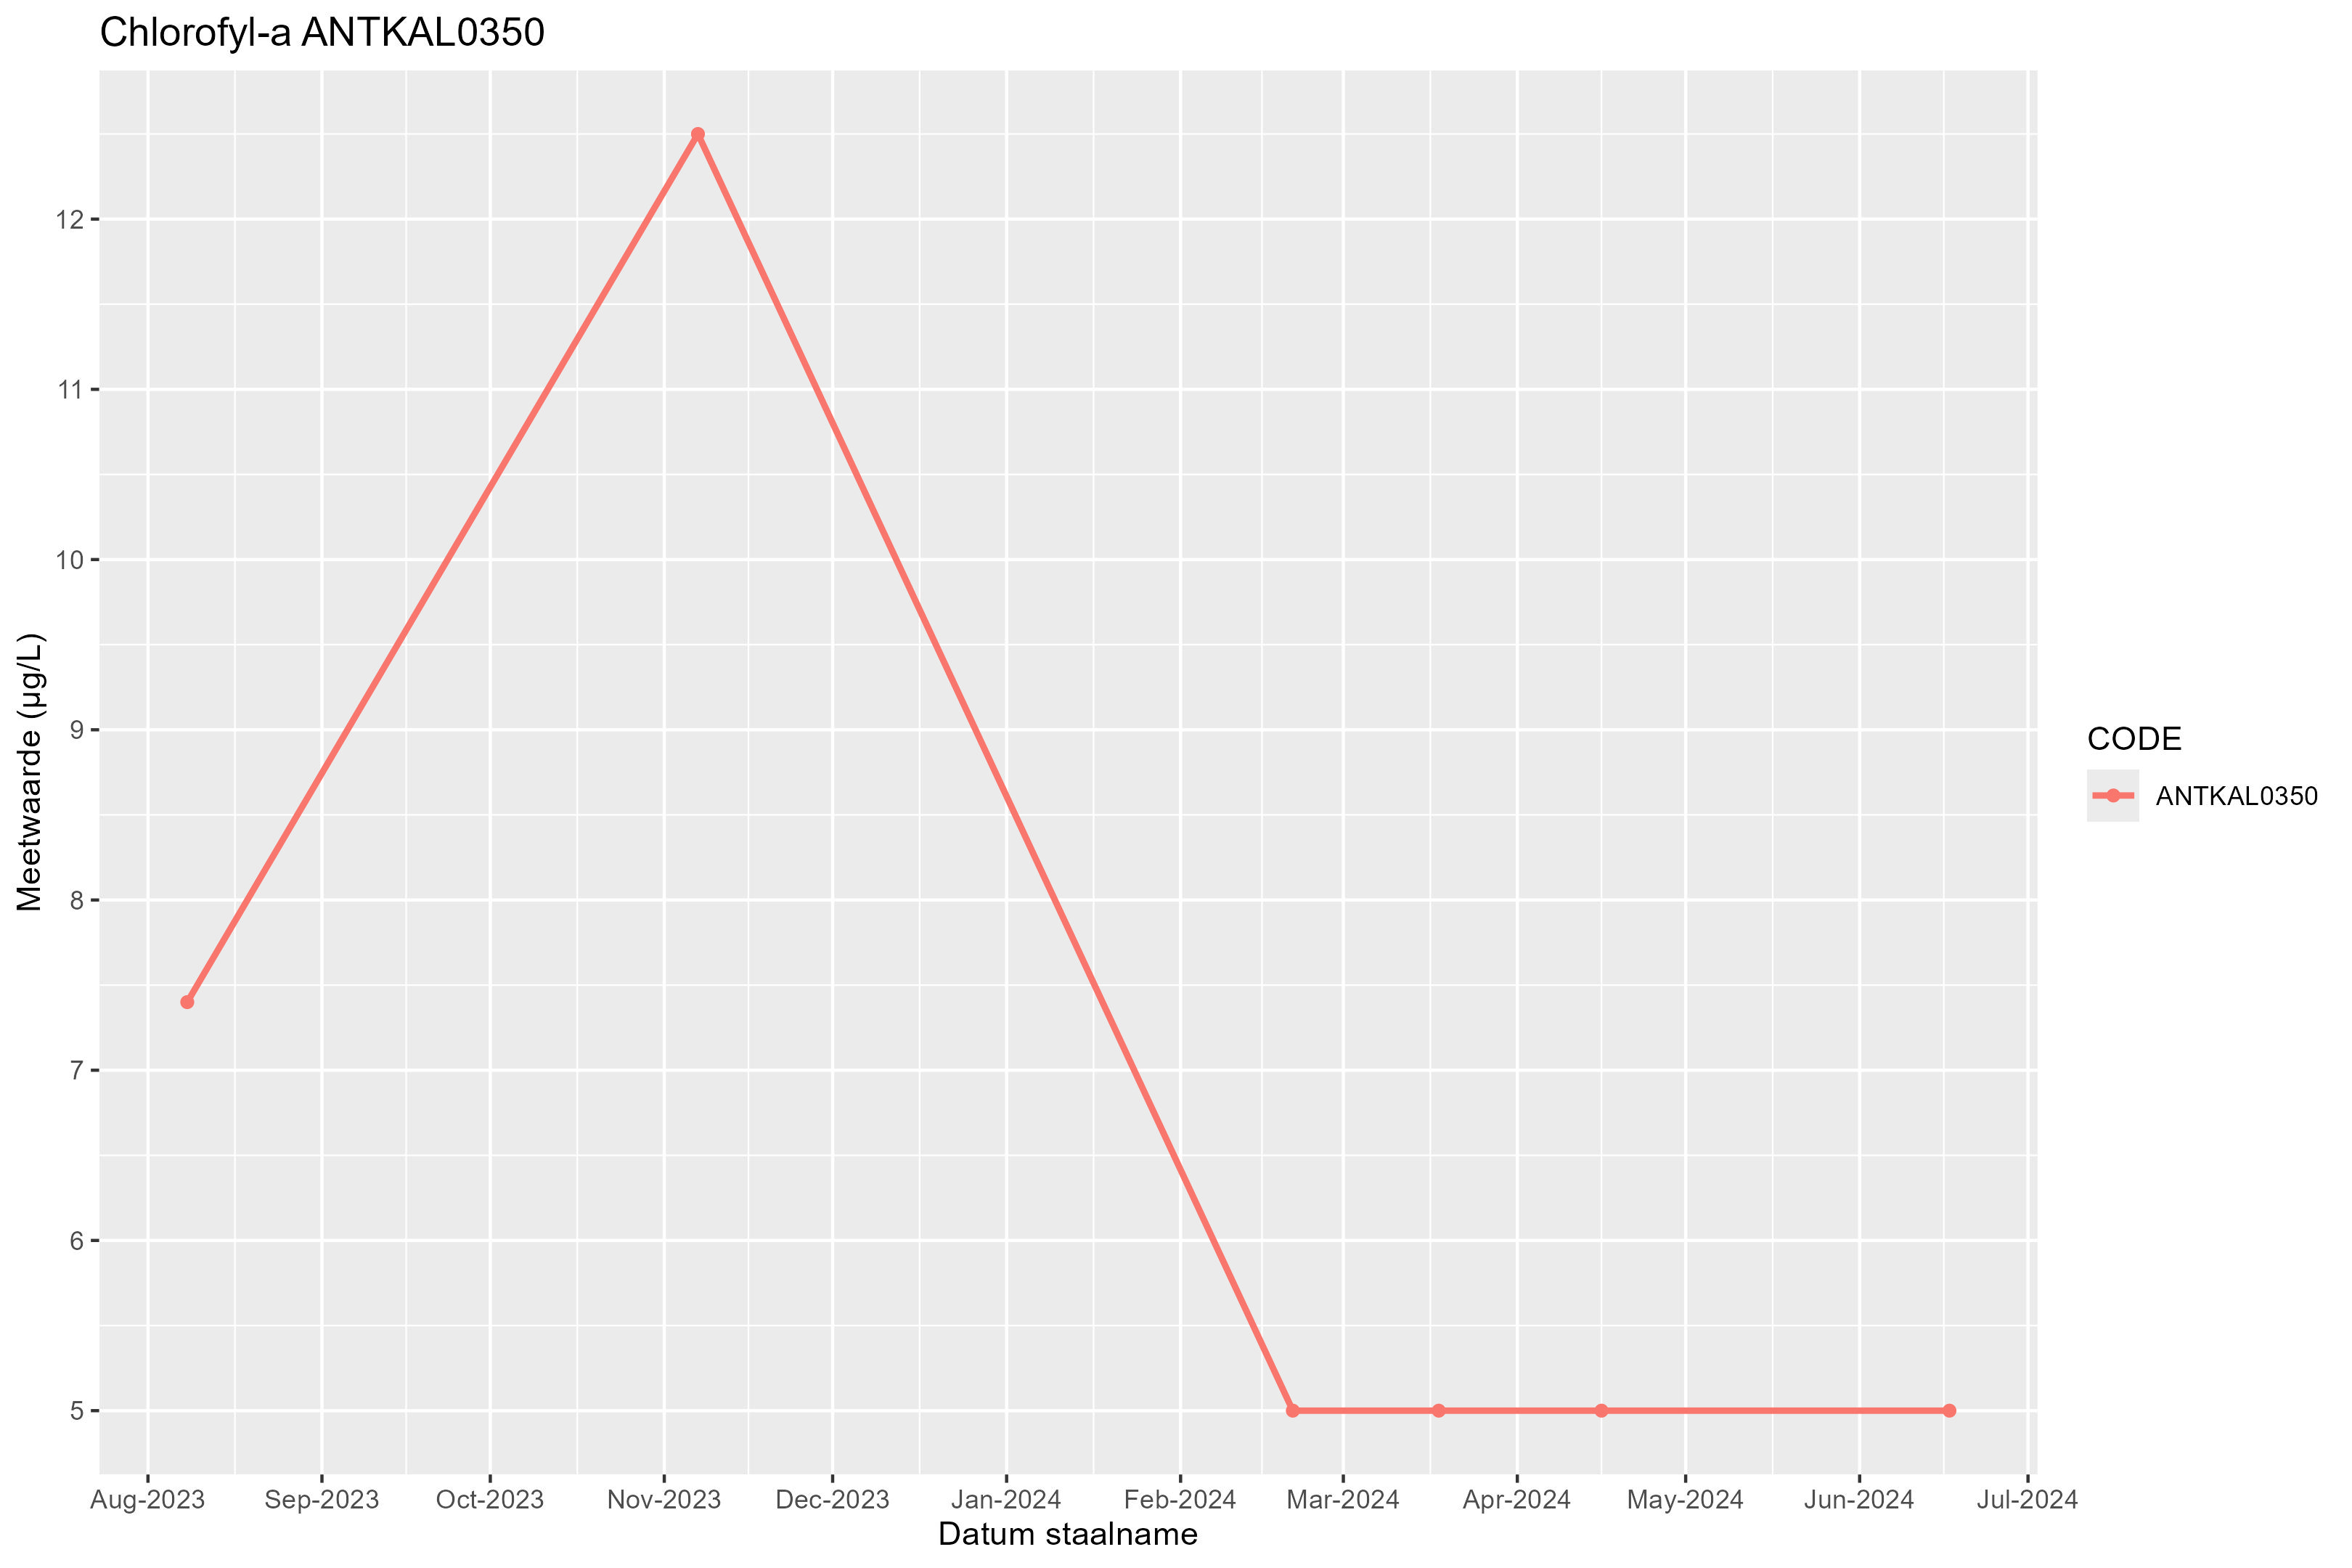 Chlorofyl-a ANTKAL0350
Meetwaarde (µg/L)
12
11
10
9
8
7
6
5
Aug-2023 Sep-2023 Oct-2023 Nov-2023 Dec-2023 Jan-2024 Feb-2024 Mar-2024 Apr-2024 May-2024 Jun-2024 Jul-2024
Datum staalname
CODE
ANTKAL0350